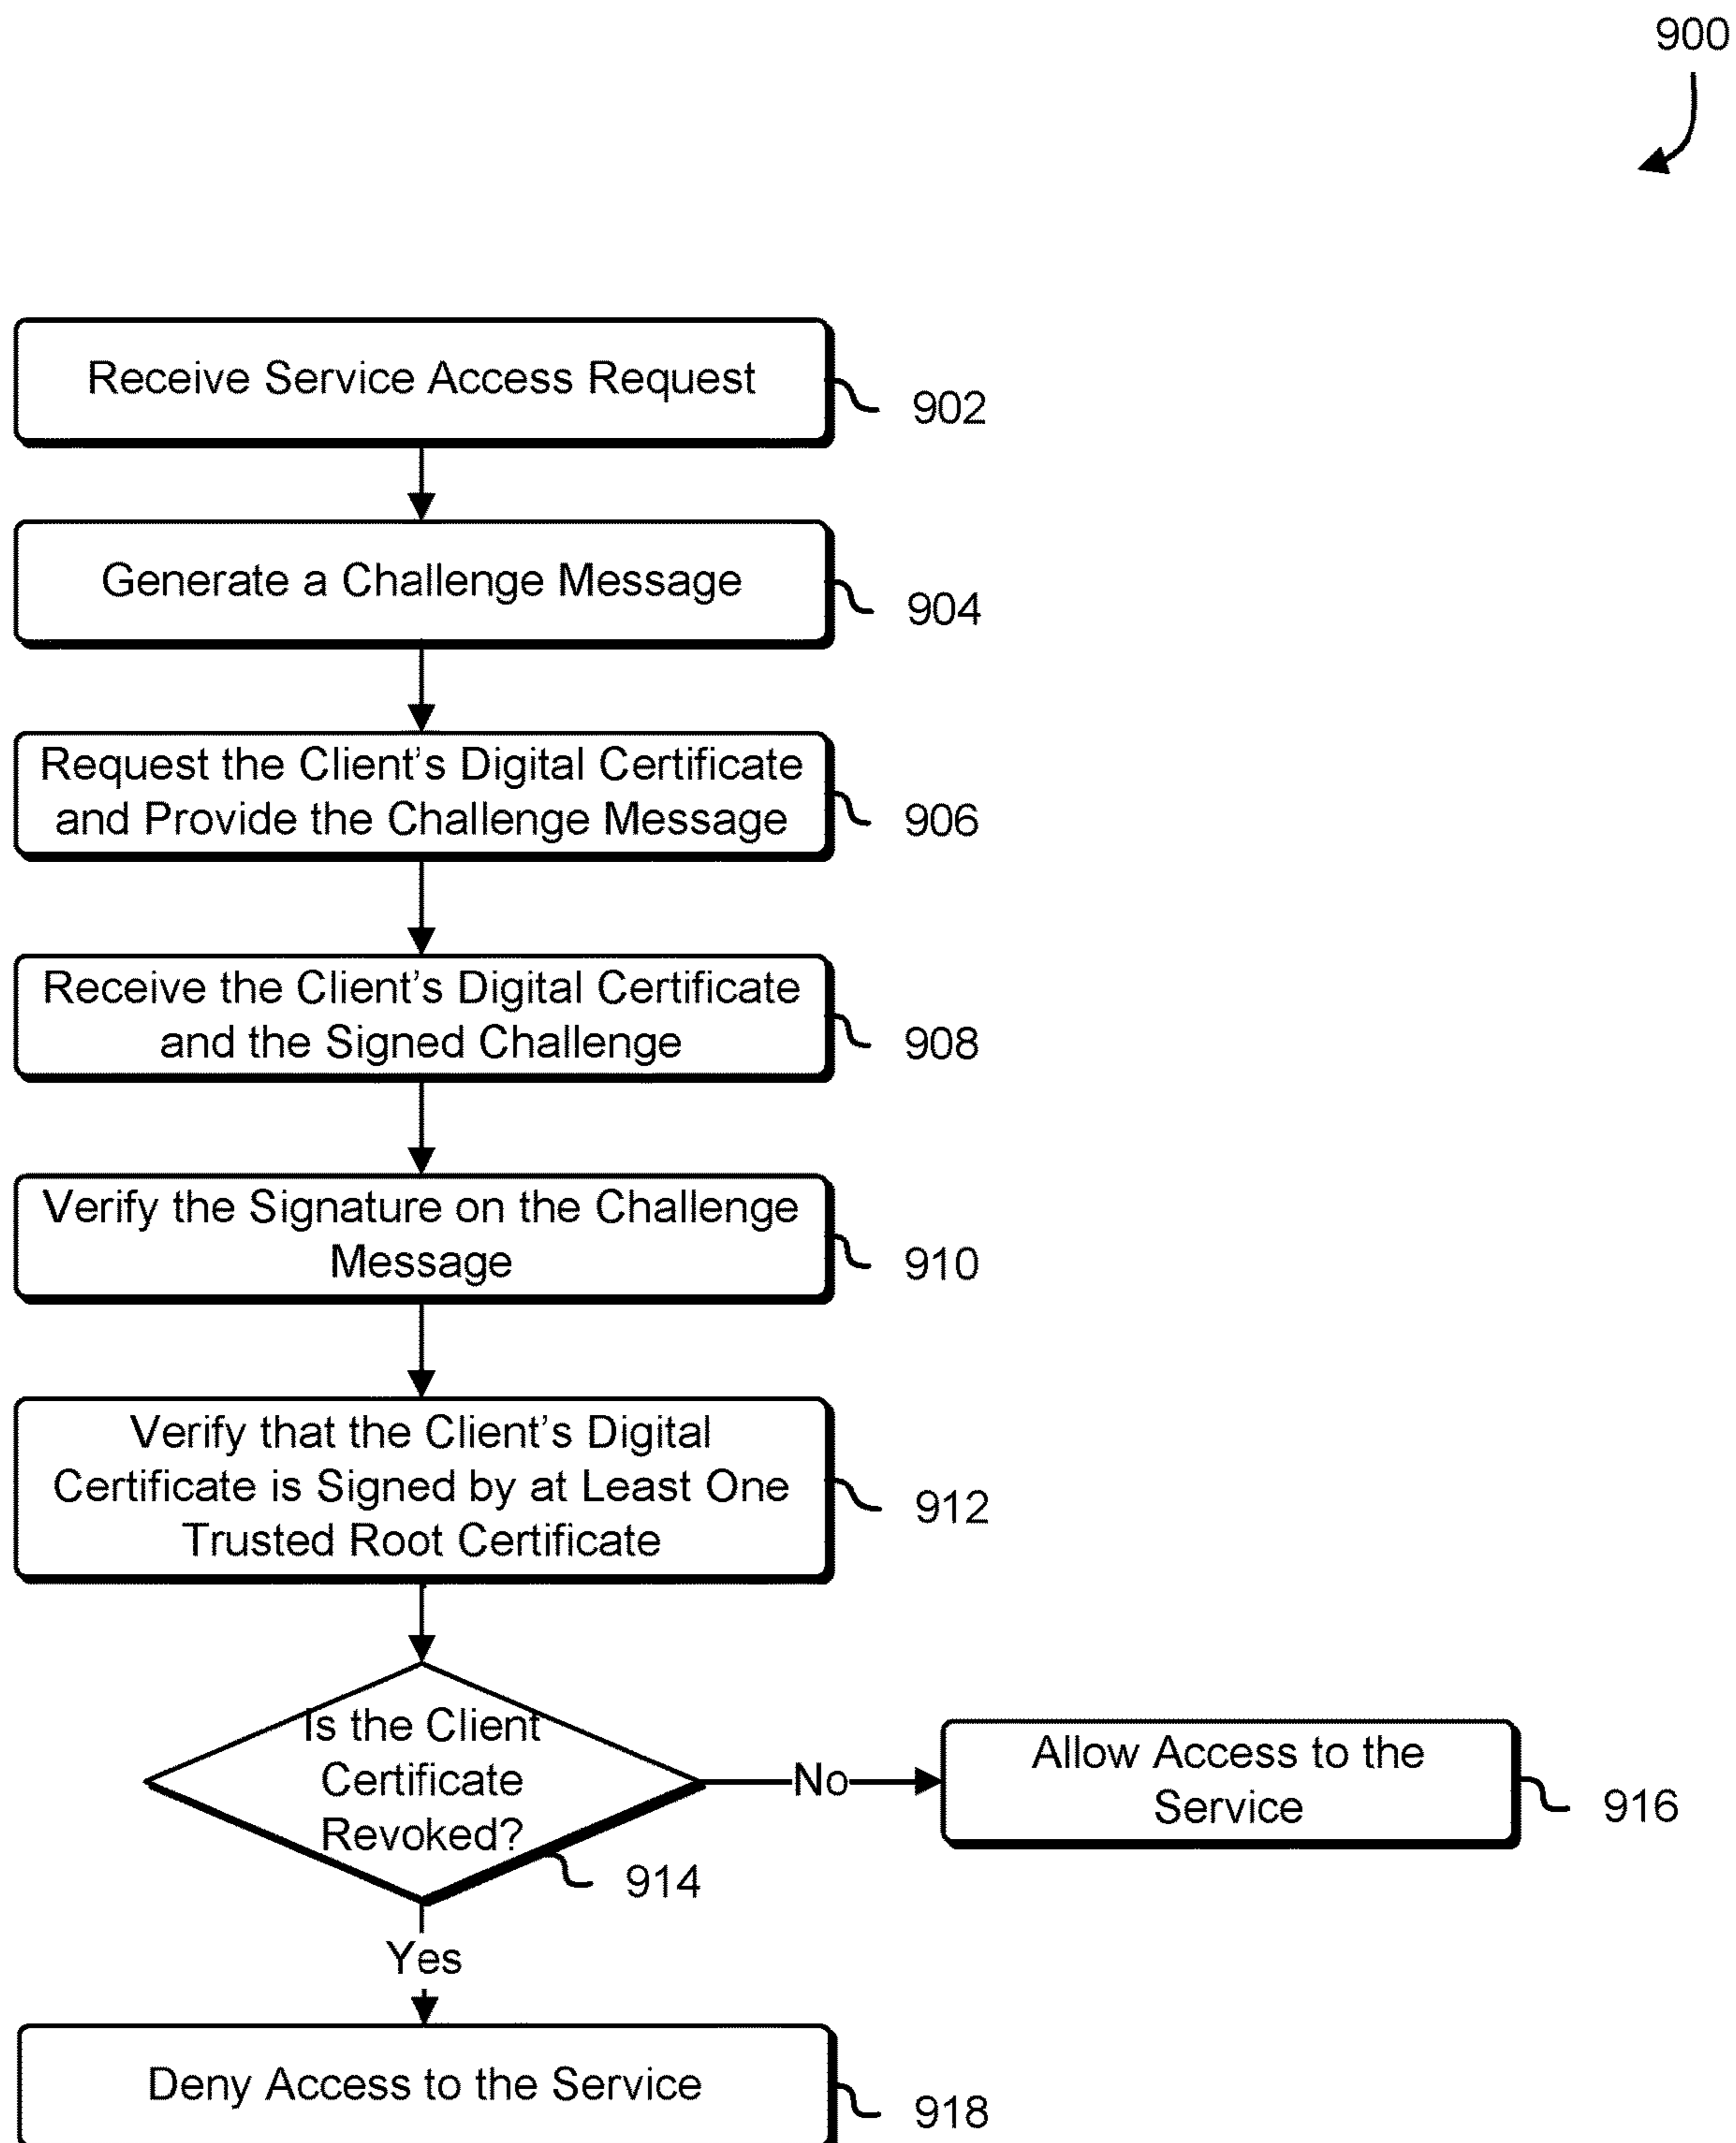 900
Receive Service Access Request
902
Generate a Challenge Message
904
Request the Client's Digital Certificate
and Provide the Challenge Message
906
Receive the Client's Digital Certificate
and the Signed Challenge
908
Verify the Signature on the Challenge
Message
910
Verify that the Client's Digital
Certificate is Signed by at Least One
Trusted Root Certificate
912
Is the Client
Certificate
Revoked?
914
No
Allow Access to the
Service
916
Yes
Deny Access to the Service
918